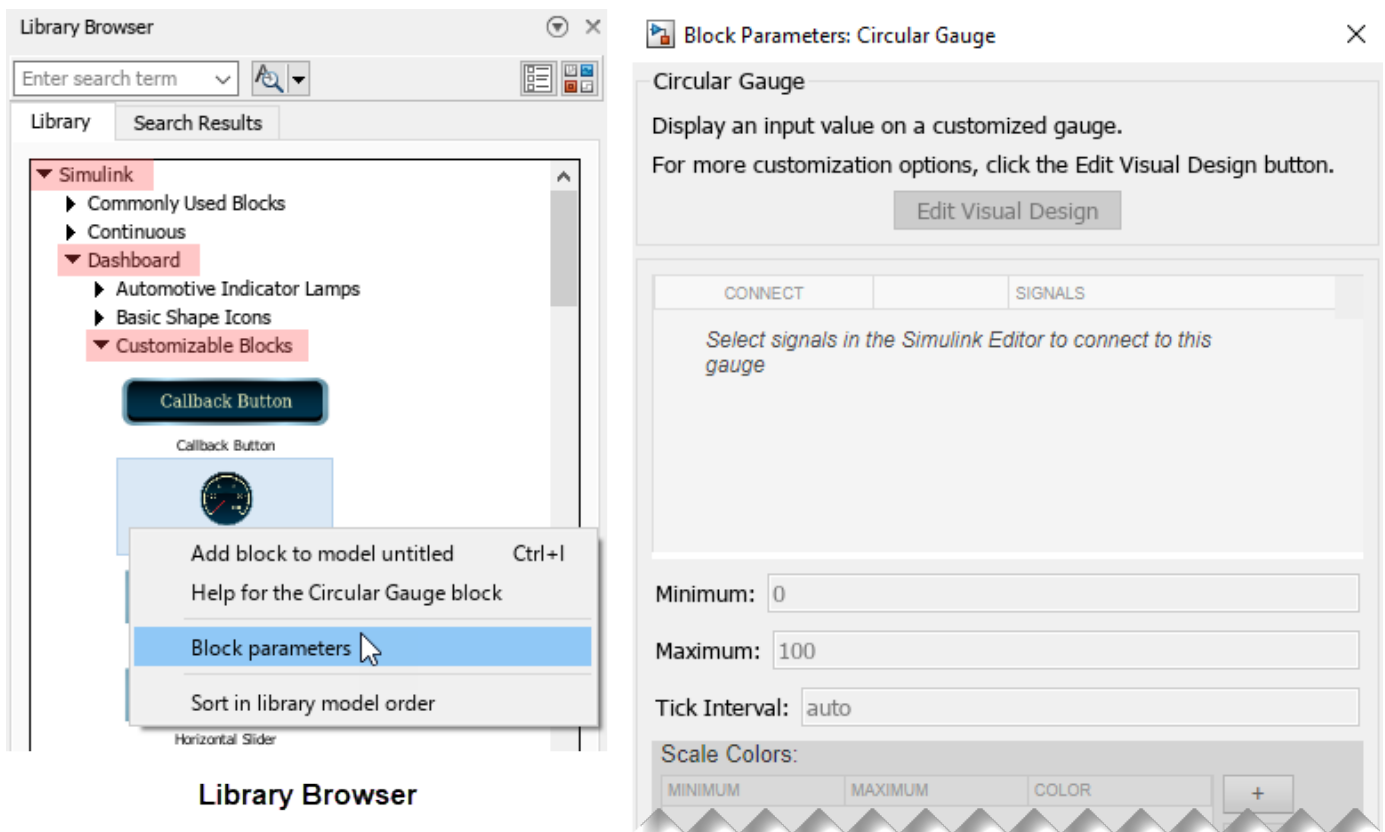 Library Browser
Enter search term
Library
Search Results
Simulink
Commonly Used Blocks
Continuous
Dashboard
Automotive Indicator Lamps
Basic Shape Icons
Customizable Blocks
Callback Button
Callback Button
Add block to model untitled Ctrl+I
Help for the Circular Gauge block
Block parameters
Sort in library model order
Horizontal Slider
Library Browser
Block Parameters: Circular Gauge
Circular Gauge
Display an input value on a customized gauge.
For more customization options, click the Edit Visual Design button.
Edit Visual Design
CONNECT SIGNALS
Select signals in the Simulink Editor to connect to this
gauge
Minimum: 0
Maximum: 100
Tick Interval: auto
Scale Colors:
MINIMUM MAXIMUM COLOR +